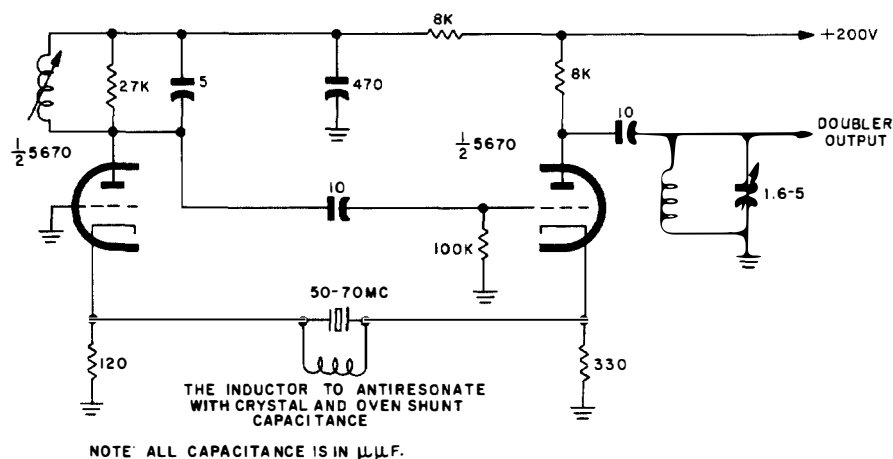 8K
+200V
27K
5
470
8K
10
DOUBLER
OUTPUT
1/2 5670
1/2 5670
10
1.6-5
100K
50-70MC
120
330
THE INDUCTOR TO ANTIRESONATE
WITH CRYSTAL AND OVEN SHUNT
CAPACITANCE
NOTE: ALL CAPACITANCE IS IN μμF.